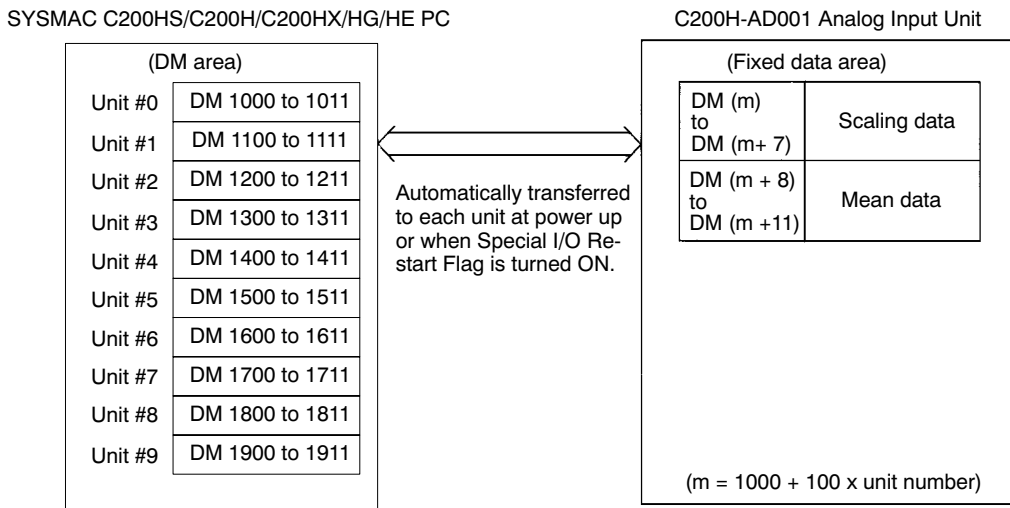 SYSMAC C200HS/C200H/C200HX/HG/HE PC
(DM area)
Unit #0 DM 1000 to 1011
Unit #1 DM 1100 to 1111
Unit #2 DM 1200 to 1211
Unit #3 DM 1300 to 1311
Unit #4 DM 1400 to 1411
Unit #5 DM 1500 to 1511
Unit #6 DM 1600 to 1611
Unit #7 DM 1700 to 1711
Unit #8 DM 1800 to 1811
Unit #9 DM 1900 to 1911
Automatically transferred
to each unit at power up
or when Special I/O Re-
start Flag is turned ON.
C200H-AD001 Analog Input Unit
(Fixed data area)
DM (m)
to
DM (m+ 7)
Scaling data
DM (m + 8)
to
DM (m +11)
Mean data
(m = 1000 + 100 x unit number)